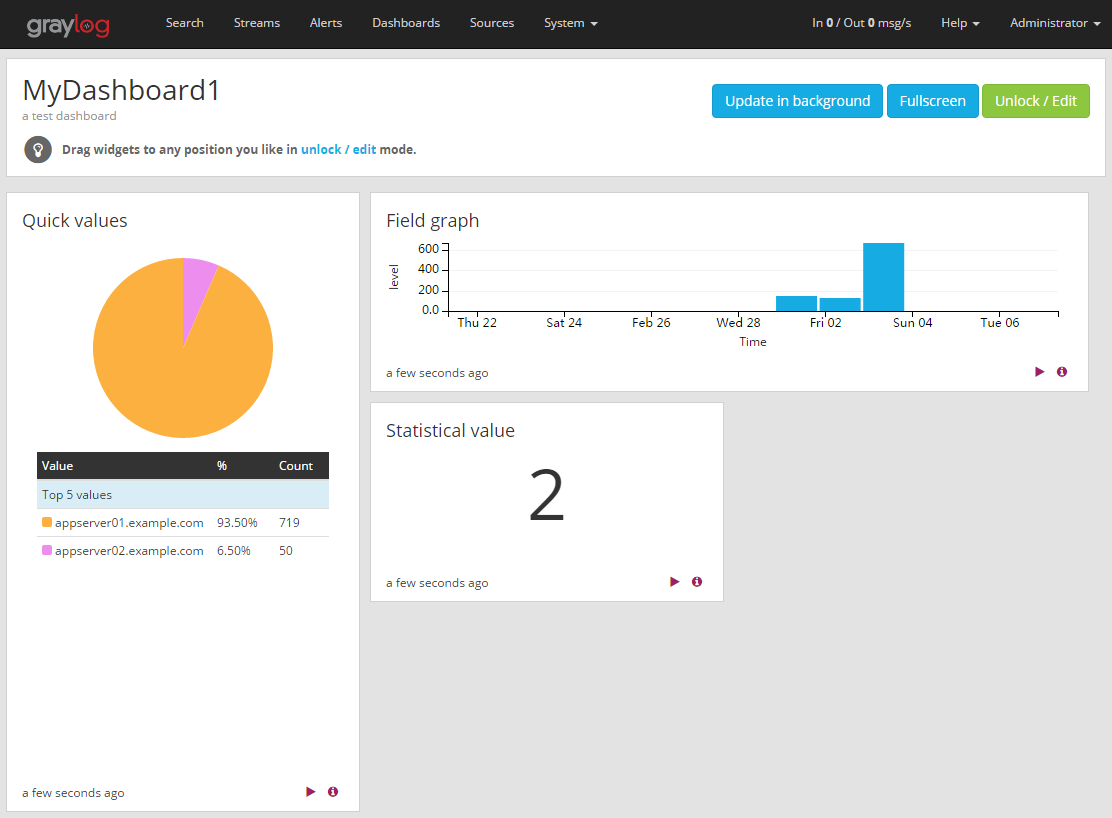 graylog Search Streams Alerts Dashboards Sources System In 0 / Out 0 msg/s Help Administrator
MyDashboard1
a test dashboard
Update in background Fullscreen Unlock / Edit
Drag widgets to any position you like in unlock / edit mode.
Quick values
Value % Count
Top 5 values
appserver01.example.com 93.50% 719
appserver02.example.com 6.50% 50
a few seconds ago
Field graph
600
400
200
0.0
level
Thu 22 Sat 24 Feb 26 Wed 28 Fri 02 Sun 04 Tue 06
Time
a few seconds ago
Statistical value
2
a few seconds ago